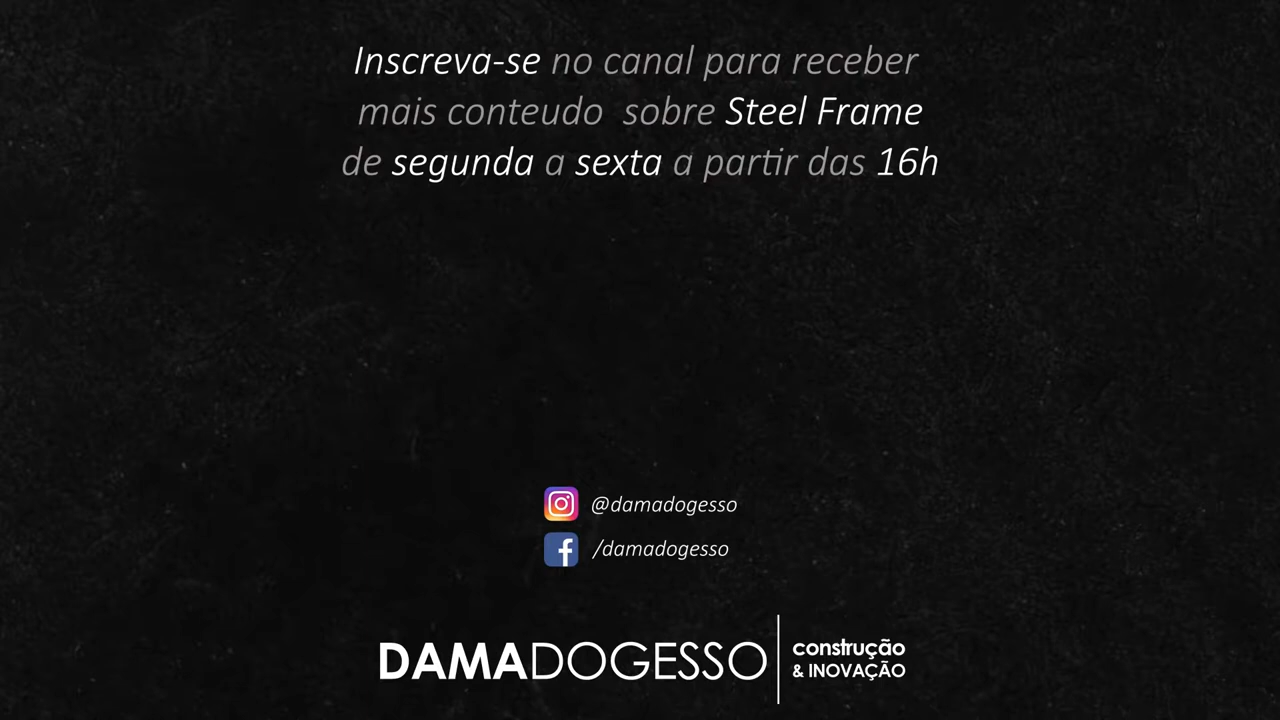 Inscreva-se no canal para receber
mais conteudo sobre Steel Frame
de segunda a sexta a partir das 16h
@damadogesso
/damadogesso
DAMADOGESSO
construção
& INOVAÇÃO